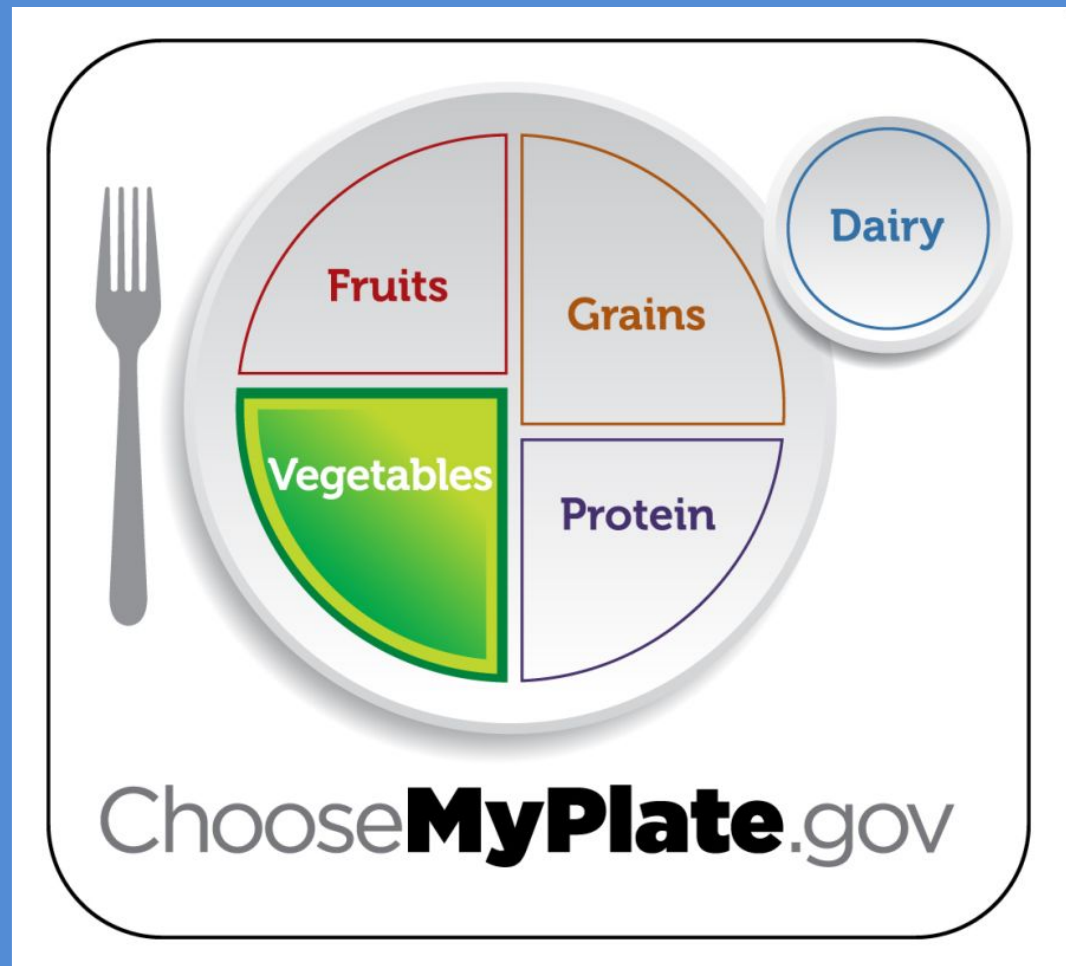 Dairy
Fruits
Grains
Vegetables
Protein
ChooseMyPlate.gov